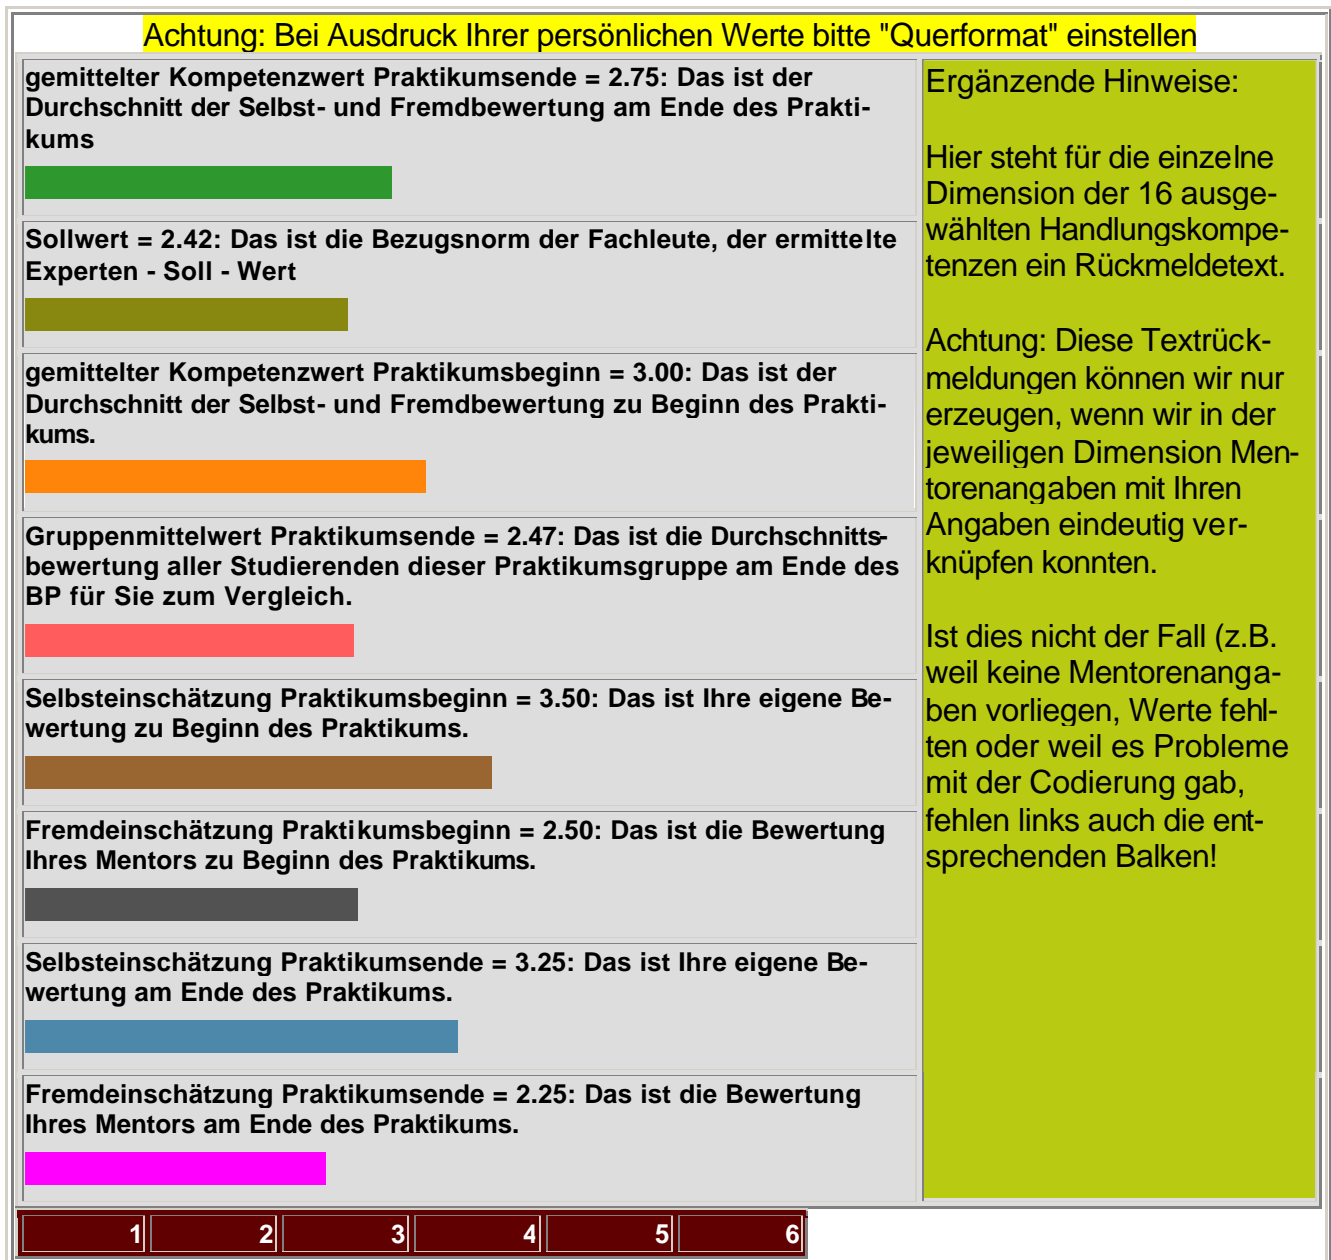 Achtung: Bei Ausdruck Ihrer persönlichen Werte bitte "Querformat" einstellen
gemittelter Kompetenzwert Praktikumsende = 2.75: Das ist der
Durchschnitt der Selbst- und Fremdbewertung am Ende des Prakti-
kums
Sollwert = 2.42: Das ist die Bezugsnorm der Fachleute, der ermittelte
Experten - Soll - Wert
gemittelter Kompetenzwert Praktikumsbeginn = 3.00: Das ist der
Durchschnitt der Selbst- und Fremdbewertung zu Beginn des Prakti-
kums.
Gruppenmittelwert Praktikumsende = 2.47: Das ist die Durchschnitts-
bewertung aller Studierenden dieser Praktikumsgruppe am Ende des
BP für Sie zum Vergleich.
Selbsteinschätzung Praktikumsbeginn = 3.50: Das ist Ihre eigene Be-
wertung zu Beginn des Praktikums.
Fremdeinschätzung Praktikumsbeginn = 2.50: Das ist die Bewertung
Ihres Mentors zu Beginn des Praktikums.
Selbsteinschätzung Praktikumsende = 3.25: Das ist Ihre eigene Be-
wertung am Ende des Praktikums.
Fremdeinschätzung Praktikumsende = 2.25: Das ist die Bewertung
Ihres Mentors am Ende des Praktikums.
1 2 3 4 5 6
Ergänzende Hinweise:
Hier steht für die einzelne
Dimension der 16 ausge-
wählten Handlungskompe-
tenzen ein Rückmeldetext.
Achtung: Diese Textrück-
meldungen können wir nur
erzeugen, wenn wir in der
jeweiligen Dimension Men-
torenangaben mit Ihren
Angaben eindeutig ver-
knüpfen konnten.
Ist dies nicht der Fall (z.B.
weil keine Mentorenanga-
ben vorliegen, Werte fehl-
ten oder weil es Probleme
mit der Codierung gab,
fehlen links auch die ent-
sprechenden Balken!